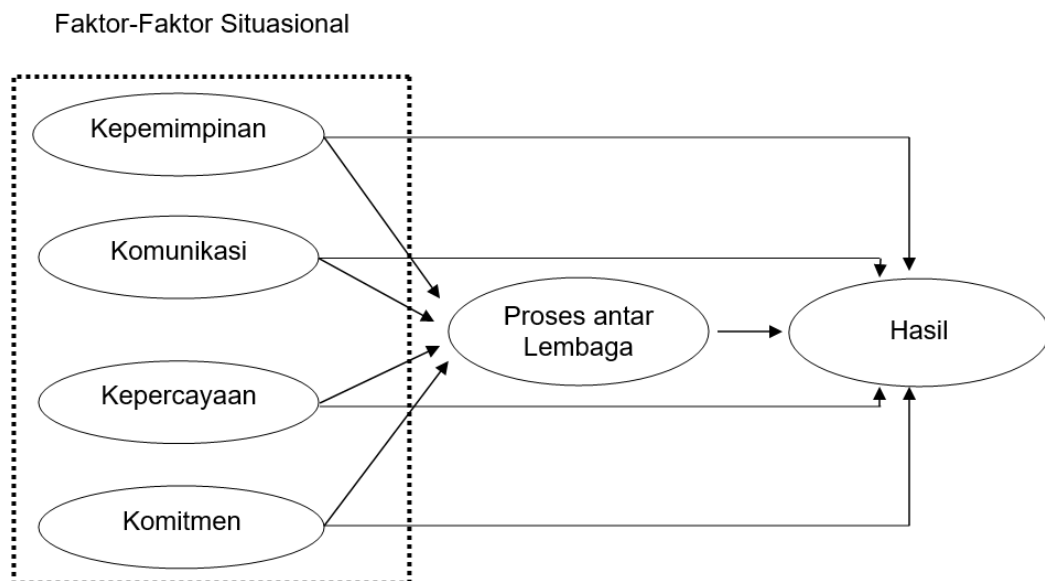 Faktor-Faktor Situasional
Kepemimpinan
Komunikasi
Kepercayaan
Komitmen
Proses antar
Lembaga
Hasil